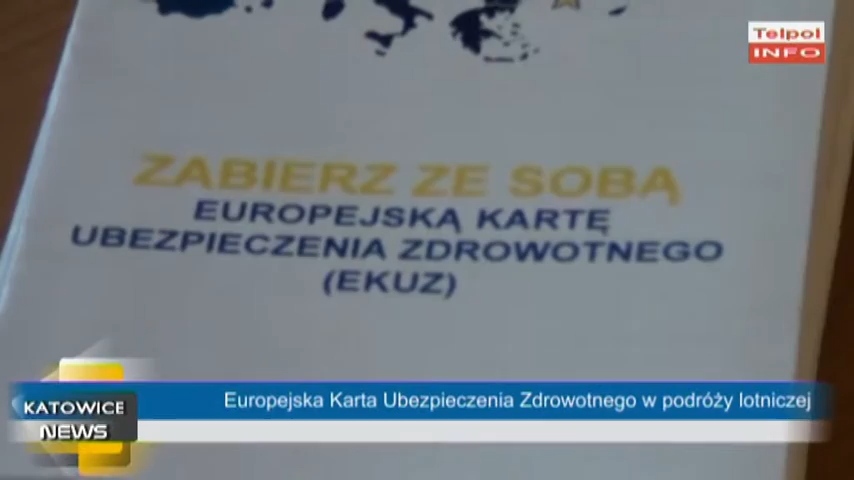 Telpol
INFO
ZABIERZ ZE SOBĄ
EUROPEJSKĄ KARTĘ
UBEZPIECZENIA ZDROWOTNEGO
(EKUZ)
Europejska Karta Ubezpieczenia Zdrowotnego w podróży lotniczej
KATOWICE
NEWS